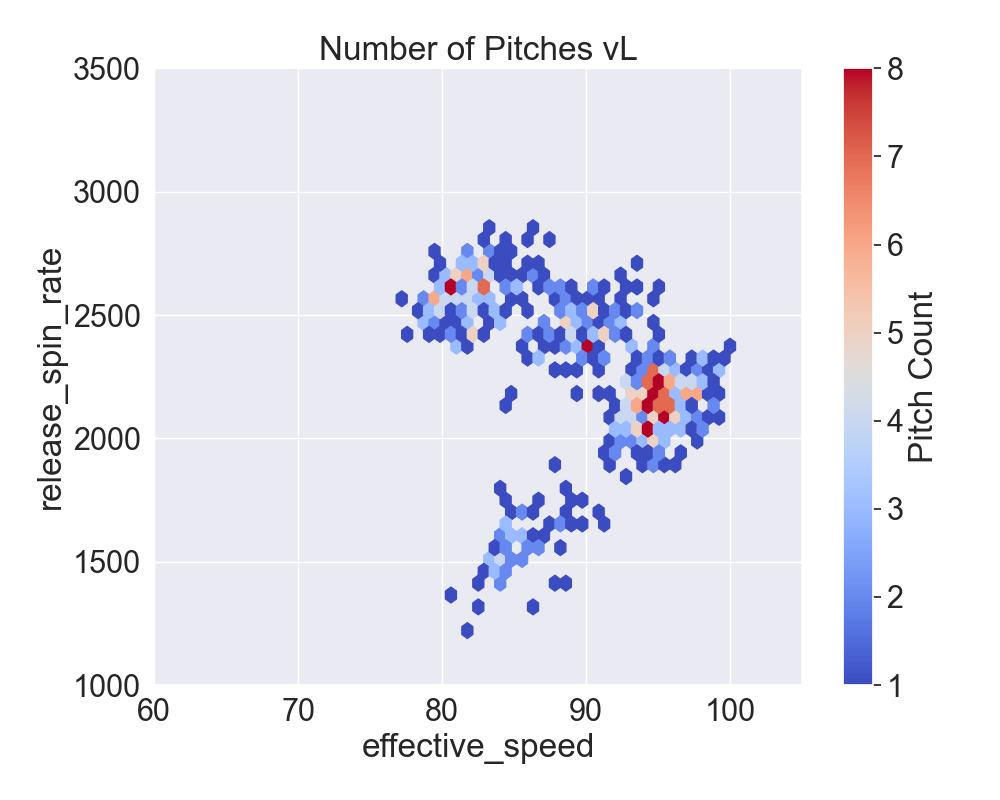 Number of Pitches vL
3500
3000
2500
2000
1500
1000
release_spin_rate
60 70 80 90 100
effective_speed
8
7
6
5
4
3
2
1
Pitch Count